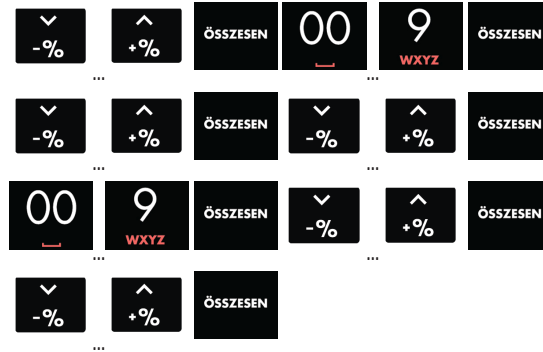 -% +% ÖSSZESEN 00 9 WXYZ ÖSSZESEN
... ...
-% +% ÖSSZESEN -% +% ÖSSZESEN
... ...
00 9 WXYZ ÖSSZESEN -% +% ÖSSZESEN
... ...
-% +% ÖSSZESEN
...